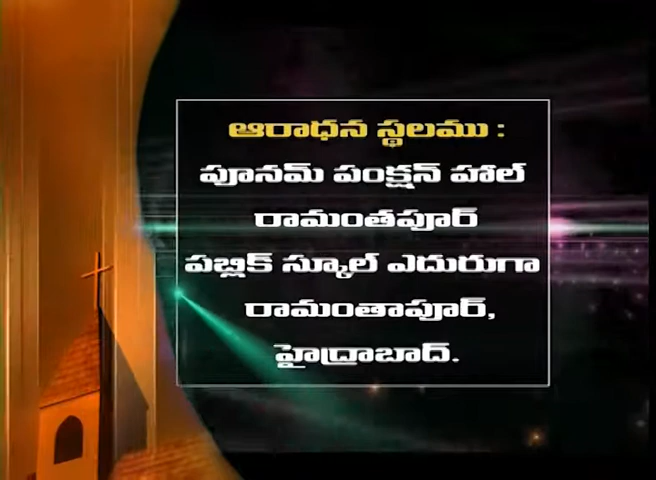 ఆరాధన స్థలము :
పూనమ్ పంక్షన్ హాల్
రామంతపూర్
పబ్లిక్ స్కూల్ ఎదురుగా
రామంతాపూర్,
హైద్రాబాద్.